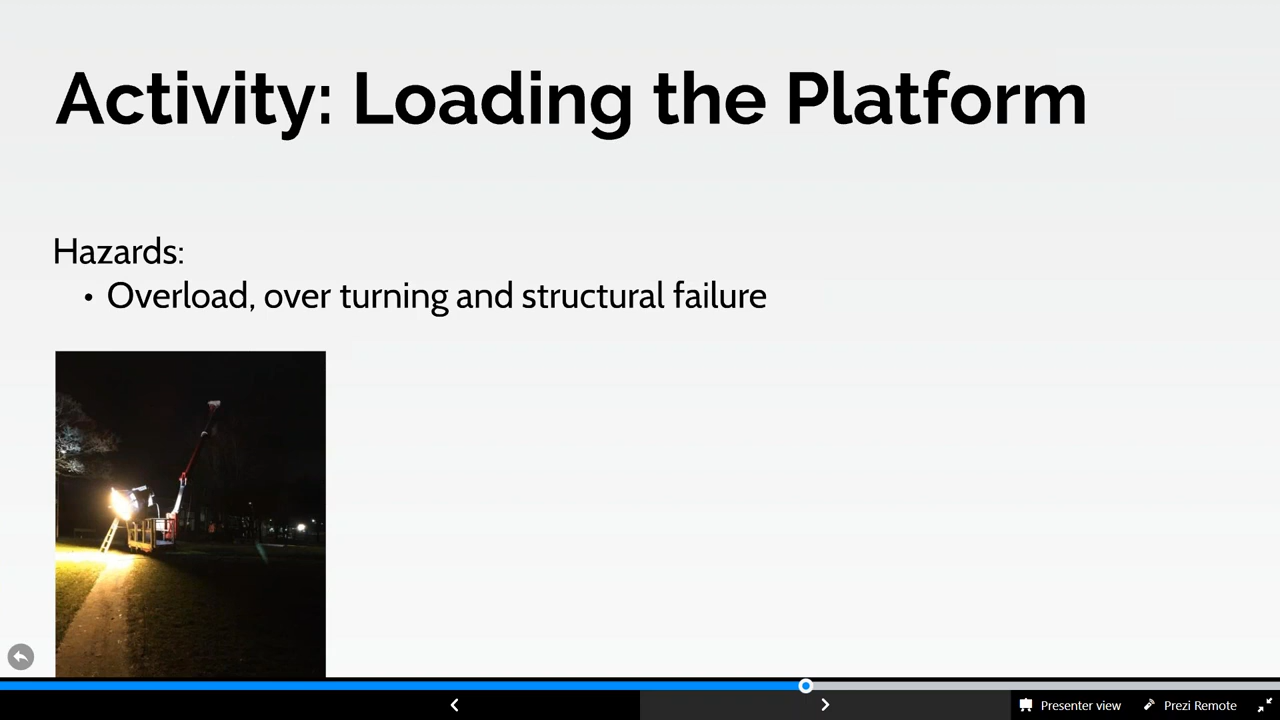 Activity: Loading the Platform
Hazards:
• Overload, over turning and structural failure
Presenter view
Prezi Remote